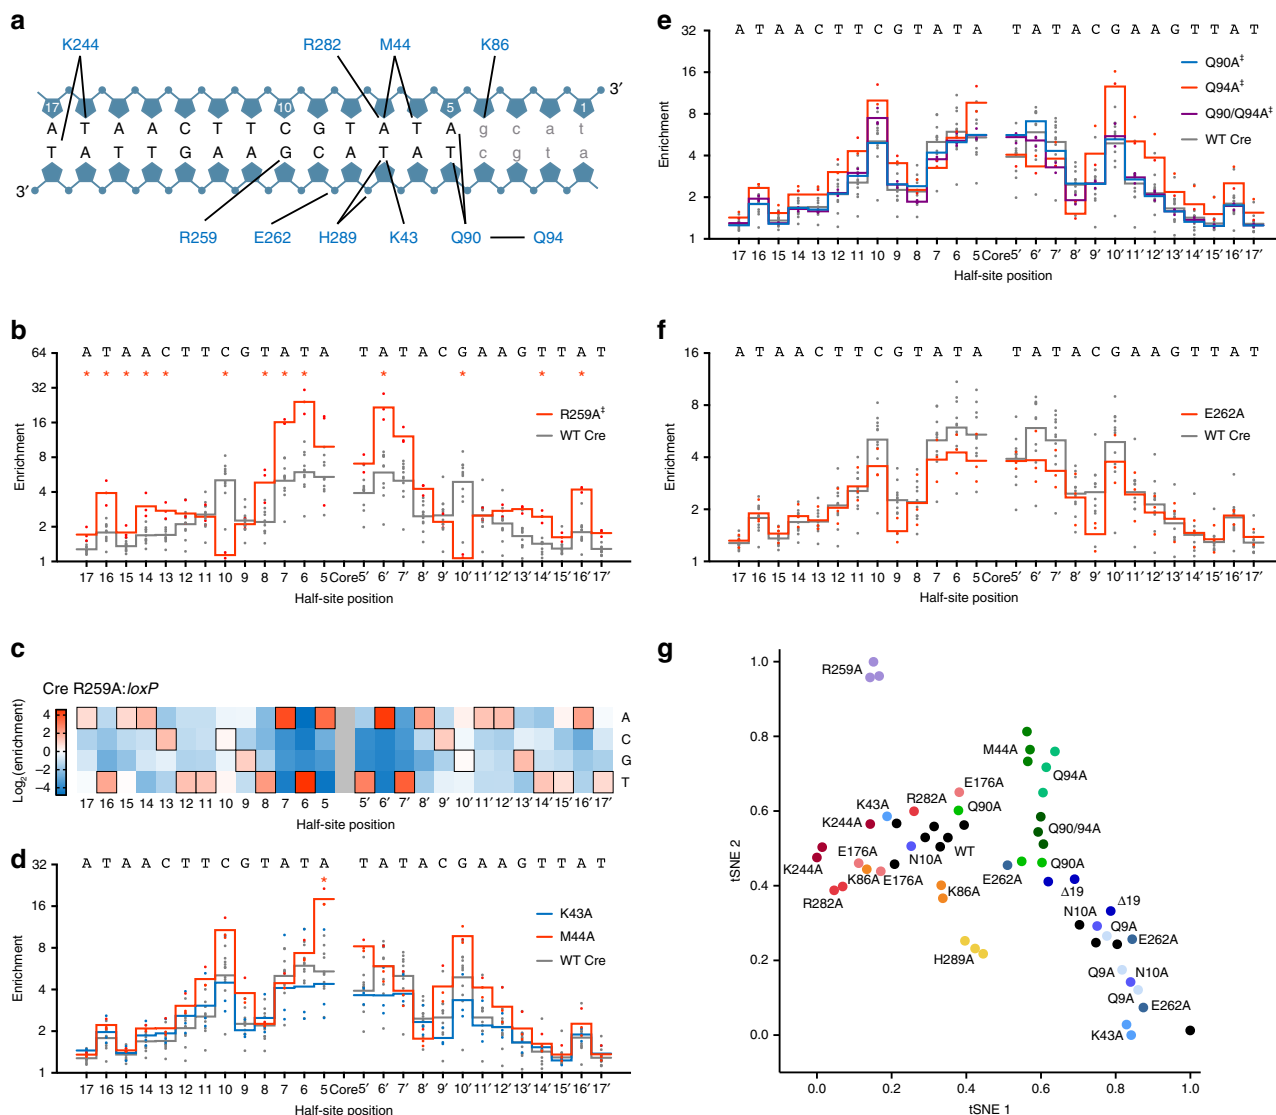 a
K244 R282 M44 K86
3′
17 10 5 1
A T A A C T T C G T A T A g c a t
T A T T G A A G C A T A T c g t a
3′
R259 E262 H289 K43 Q90 Q94
b
A T A A C T T C G T A T A T A T A C G A A G T T A T
* * * * * * * * * * * * *
Enrichment
64
32
16
8
4
2
1
R259A‡
WT Cre
17 16 15 14 13 12 11 10 9 8 7 6 5 Core 5′ 6′ 7′ 8′ 9′ 10′ 11′ 12′ 13′ 14′ 15′ 16′ 17′
Half-site position
c
Cre R259A:loxP
Log2(enrichment)
4
2
0
−2
−4
A
C
G
T
17 16 15 14 13 12 11 10 9 8 7 6 5 5′ 6′ 7′ 8′ 9′ 10′ 11′ 12′ 13′ 14′ 15′ 16′ 17′
Half-site position
d
A T A A C T T C G T A T A T A T A C G A A G T T A T
*
Enrichment
32
16
8
4
2
1
K43A
M44A
WT Cre
17 16 15 14 13 12 11 10 9 8 7 6 5 Core 5′ 6′ 7′ 8′ 9′ 10′ 11′ 12′ 13′ 14′ 15′ 16′ 17′
Half-site position
e
A T A A C T T C G T A T A T A T A C G A A G T T A T
Enrichment
32
16
8
4
2
1
Q90A‡
Q94A‡
Q90/Q94A‡
WT Cre
17 16 15 14 13 12 11 10 9 8 7 6 5 Core 5′ 6′ 7′ 8′ 9′ 10′ 11′ 12′ 13′ 14′ 15′ 16′ 17′
Half-site position
f
A T A A C T T C G T A T A T A T A C G A A G T T A T
Enrichment
16
8
4
2
1
E262A
WT Cre
17 16 15 14 13 12 11 10 9 8 7 6 5 Core 5′ 6′ 7′ 8′ 9′ 10′ 11′ 12′ 13′ 14′ 15′ 16′ 17′
Half-site position
g
tSNE 2
1.0
0.8
0.6
0.4
0.2
0.0
R259A
M44A
Q94A
E176A
K43A R282A Q90A
K244A
Q90/94A
E176A N10A WT
K244A
K86A E176A K86A E262A Q90A
R282A
Δ19
N10A Δ19
Q9A
E262A
H289A
Q9A N10A
Q9A
E262A
K43A
0.0 0.2 0.4 0.6 0.8 1.0
tSNE 1